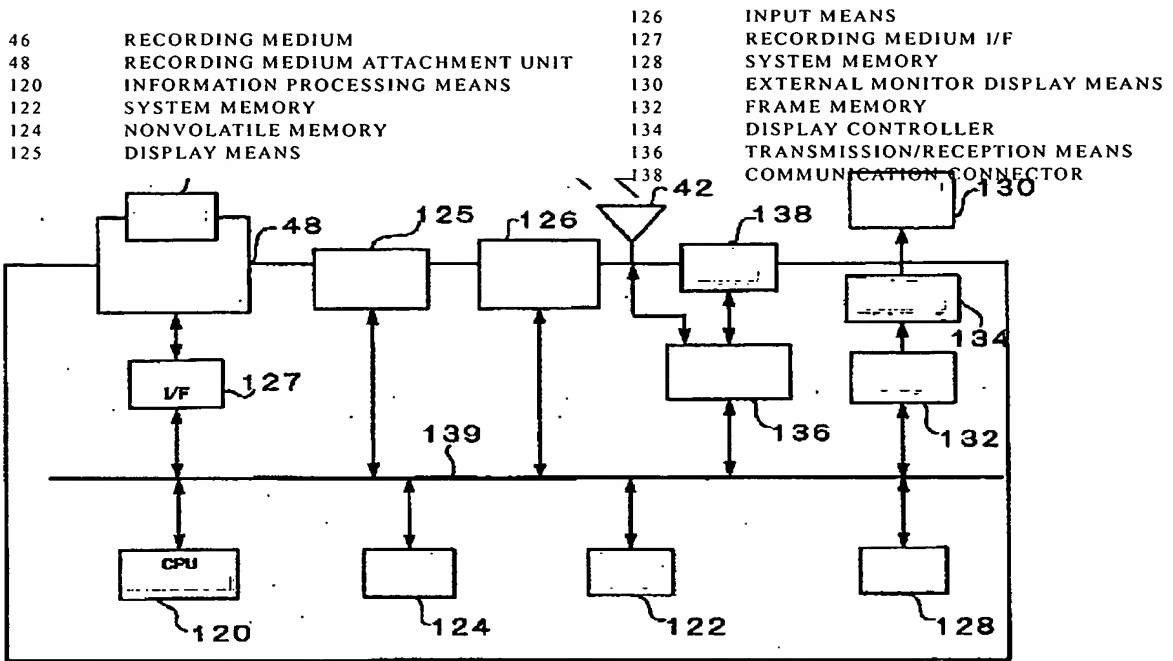 46 RECORDING MEDIUM
48 RECORDING MEDIUM ATTACHMENT UNIT
120 INFORMATION PROCESSING MEANS
122 SYSTEM MEMORY
124 NONVOLATILE MEMORY
125 DISPLAY MEANS
126 INPUT MEANS
127 RECORDING MEDIUM I/F
128 SYSTEM MEMORY
130 EXTERNAL MONITOR DISPLAY MEANS
132 FRAME MEMORY
134 DISPLAY CONTROLLER
136 TRANSMISSION/RECEPTION MEANS
138 COMMUNICATION CONNECTOR
42
130
125
126
138
48
134
I/F
127
136
132
139
CPU
120
124
122
128